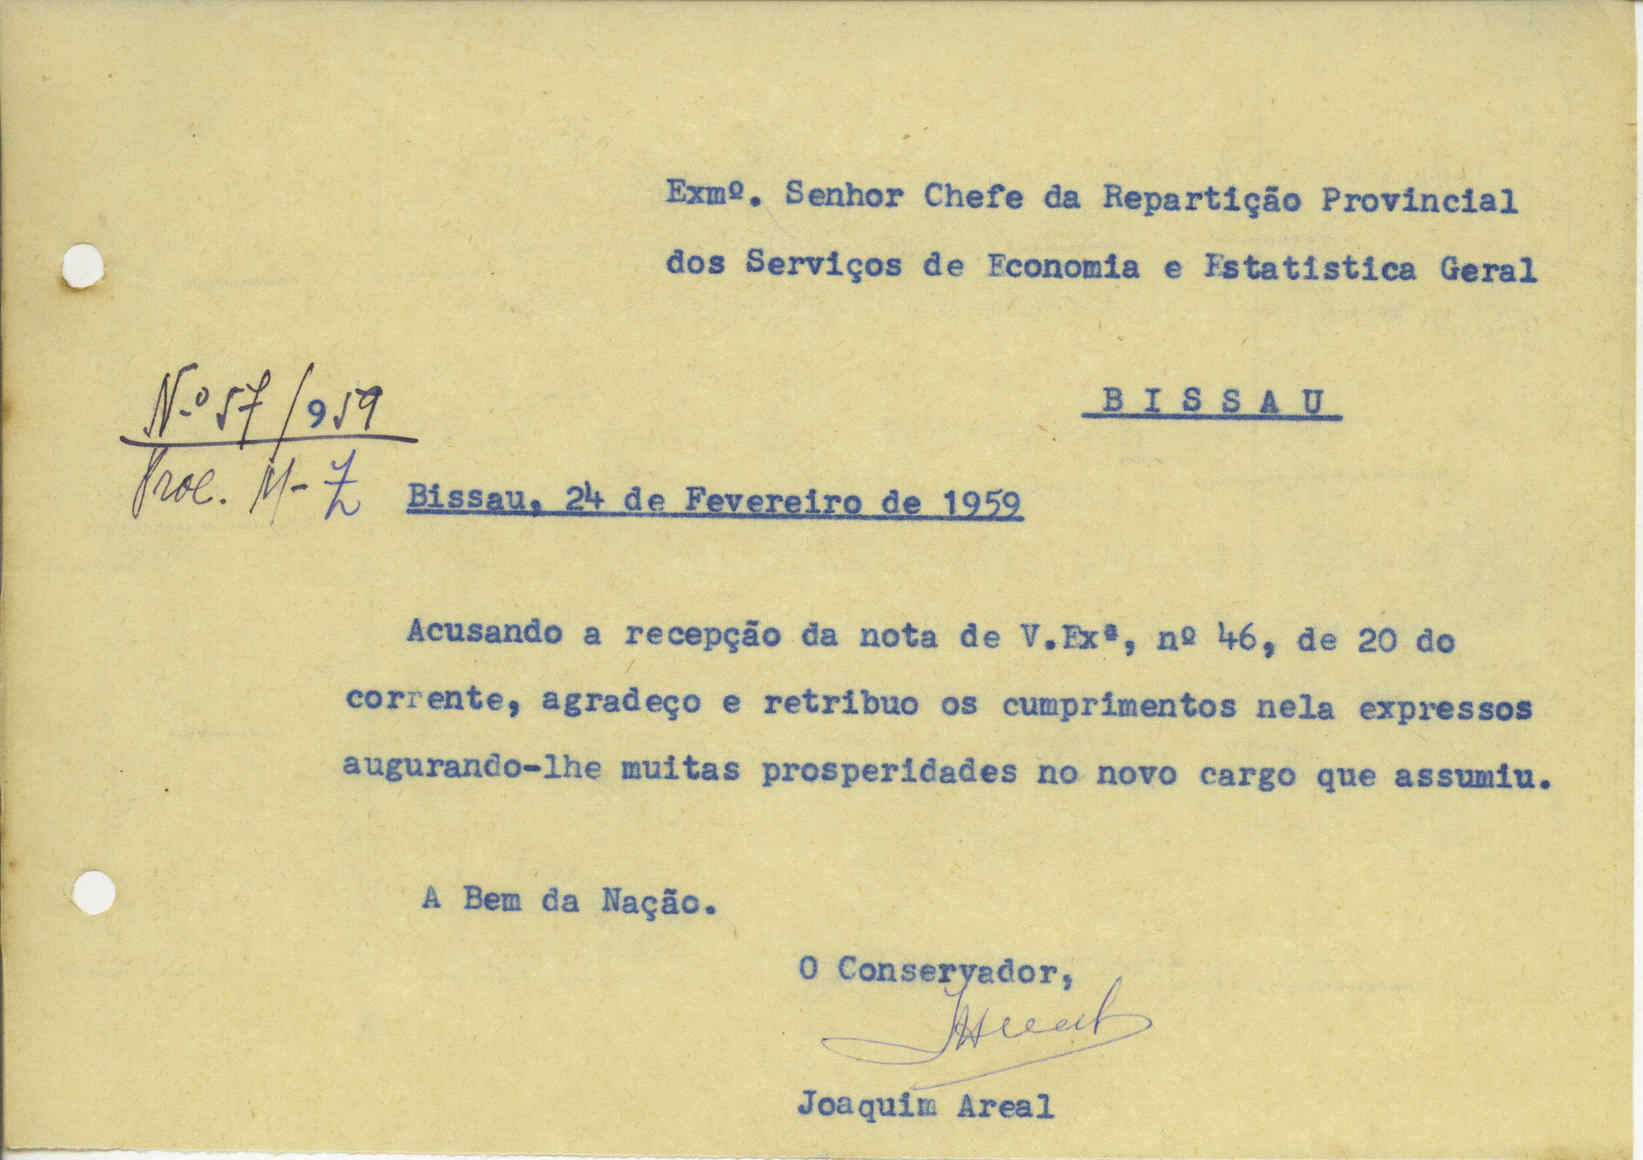 Exmº. Senhor Chefe da Repartição Provincial
dos Serviços de Economia e Estatistica Geral
B I S S A U
Nº 57/959
Proc. M-7
Bissau, 24 de Fevereiro de 1959
Acusando a recepção da nota de V.Exª, nº 46, de 20 do
corrente, agradeço e retribuo os cumprimentos nela expressos
augurando-lhe muitas prosperidades no novo cargo que assumiu.
A Bem da Nação.
O Conservador,
JAreal
Joaquim Areal